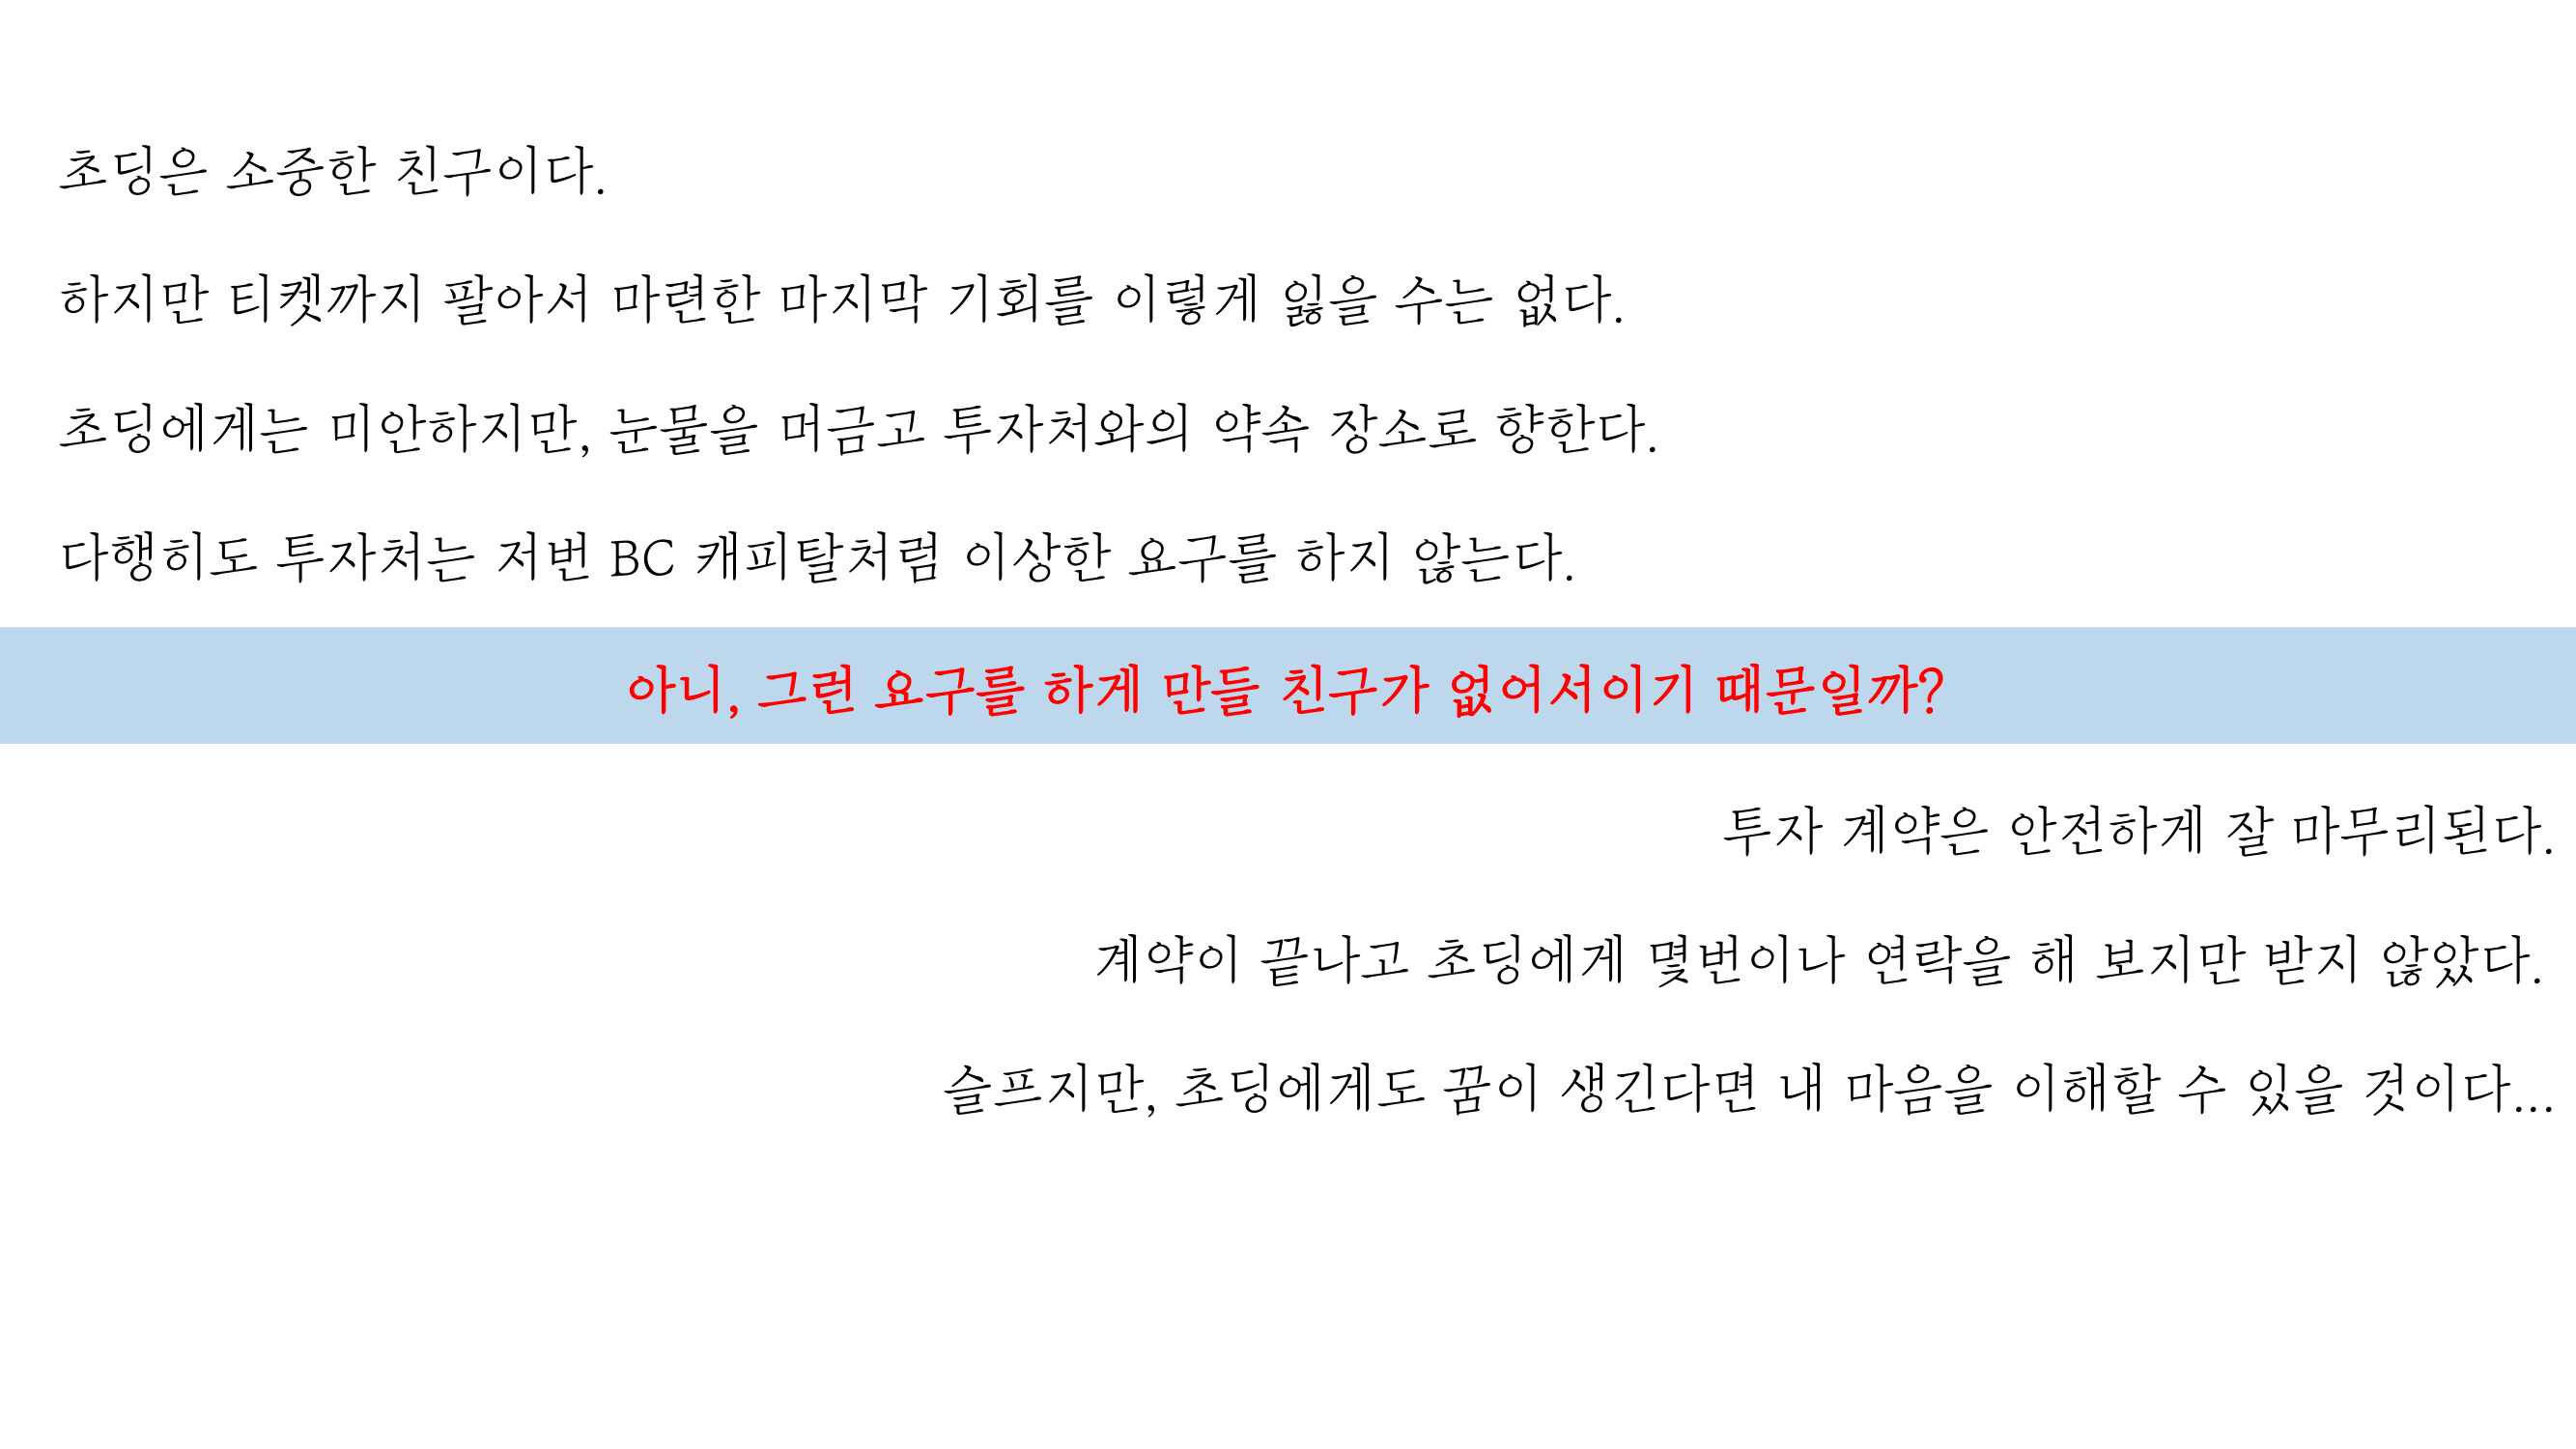 초딩은 소중한 친구이다.
하지만 티켓까지 팔아서 마련한 마지막 기회를 이렇게 잃을 수는 없다.
초딩에게는 미안하지만, 눈물을 머금고 투자처와의 약속 장소로 향한다.
다행히도 투자처는 저번 BC 캐피탈처럼 이상한 요구를 하지 않는다.
아니, 그런 요구를 하게 만들 친구가 없어서이기 때문일까?
투자 계약은 안전하게 잘 마무리된다.
계약이 끝나고 초딩에게 몇번이나 연락을 해 보지만 받지 않았다.
슬프지만, 초딩에게도 꿈이 생긴다면 내 마음을 이해할 수 있을 것이다...